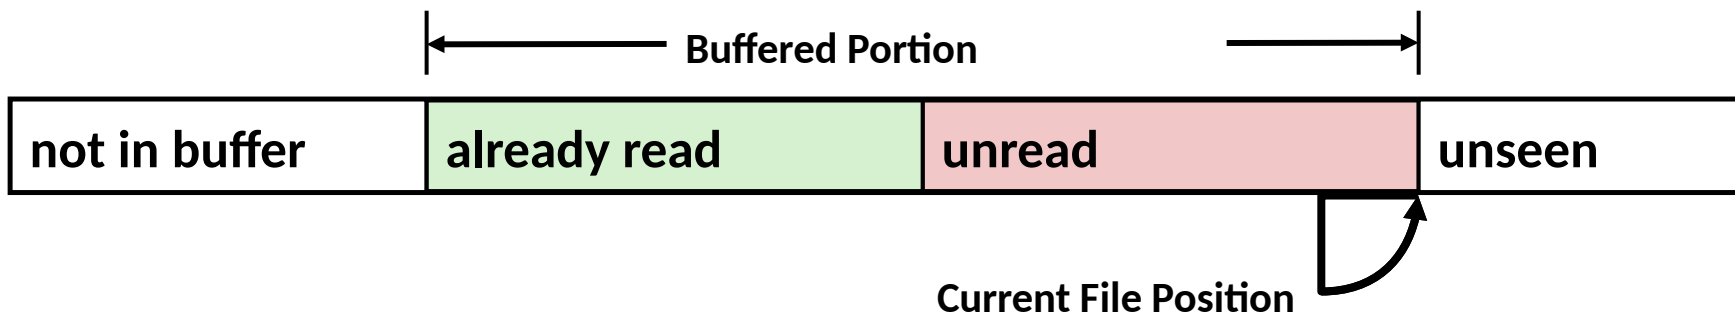 Buffered Portion
not in buffer
already read
unread
unseen
Current File Position